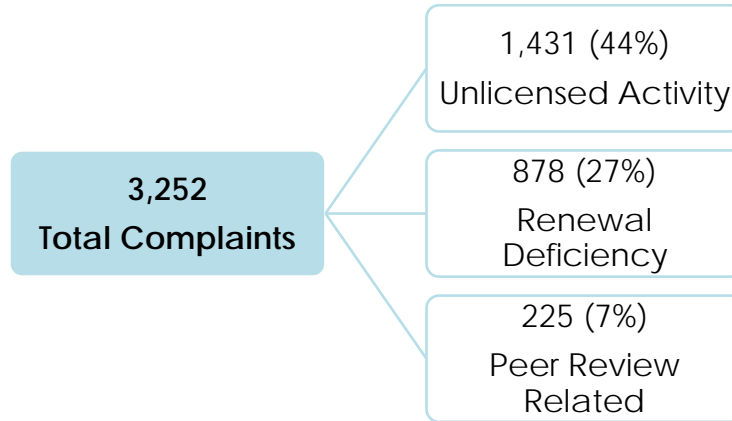 3,252
Total Complaints
1,431 (44%)
Unlicensed Activity
878 (27%)
Renewal
Deficiency
225 (7%)
Peer Review
Related